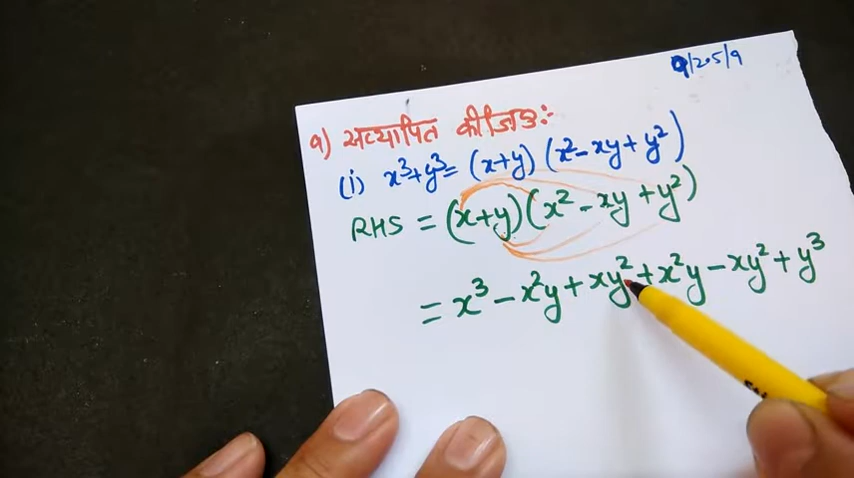 9/205/9
9) सत्यापित कीजिए:-
(i) x³+y³= (x+y) (x²-xy+y²)
RHS = (x+y)(x²-xy+y²)
= x³-x²y+xy²+x²y-xy²+y³